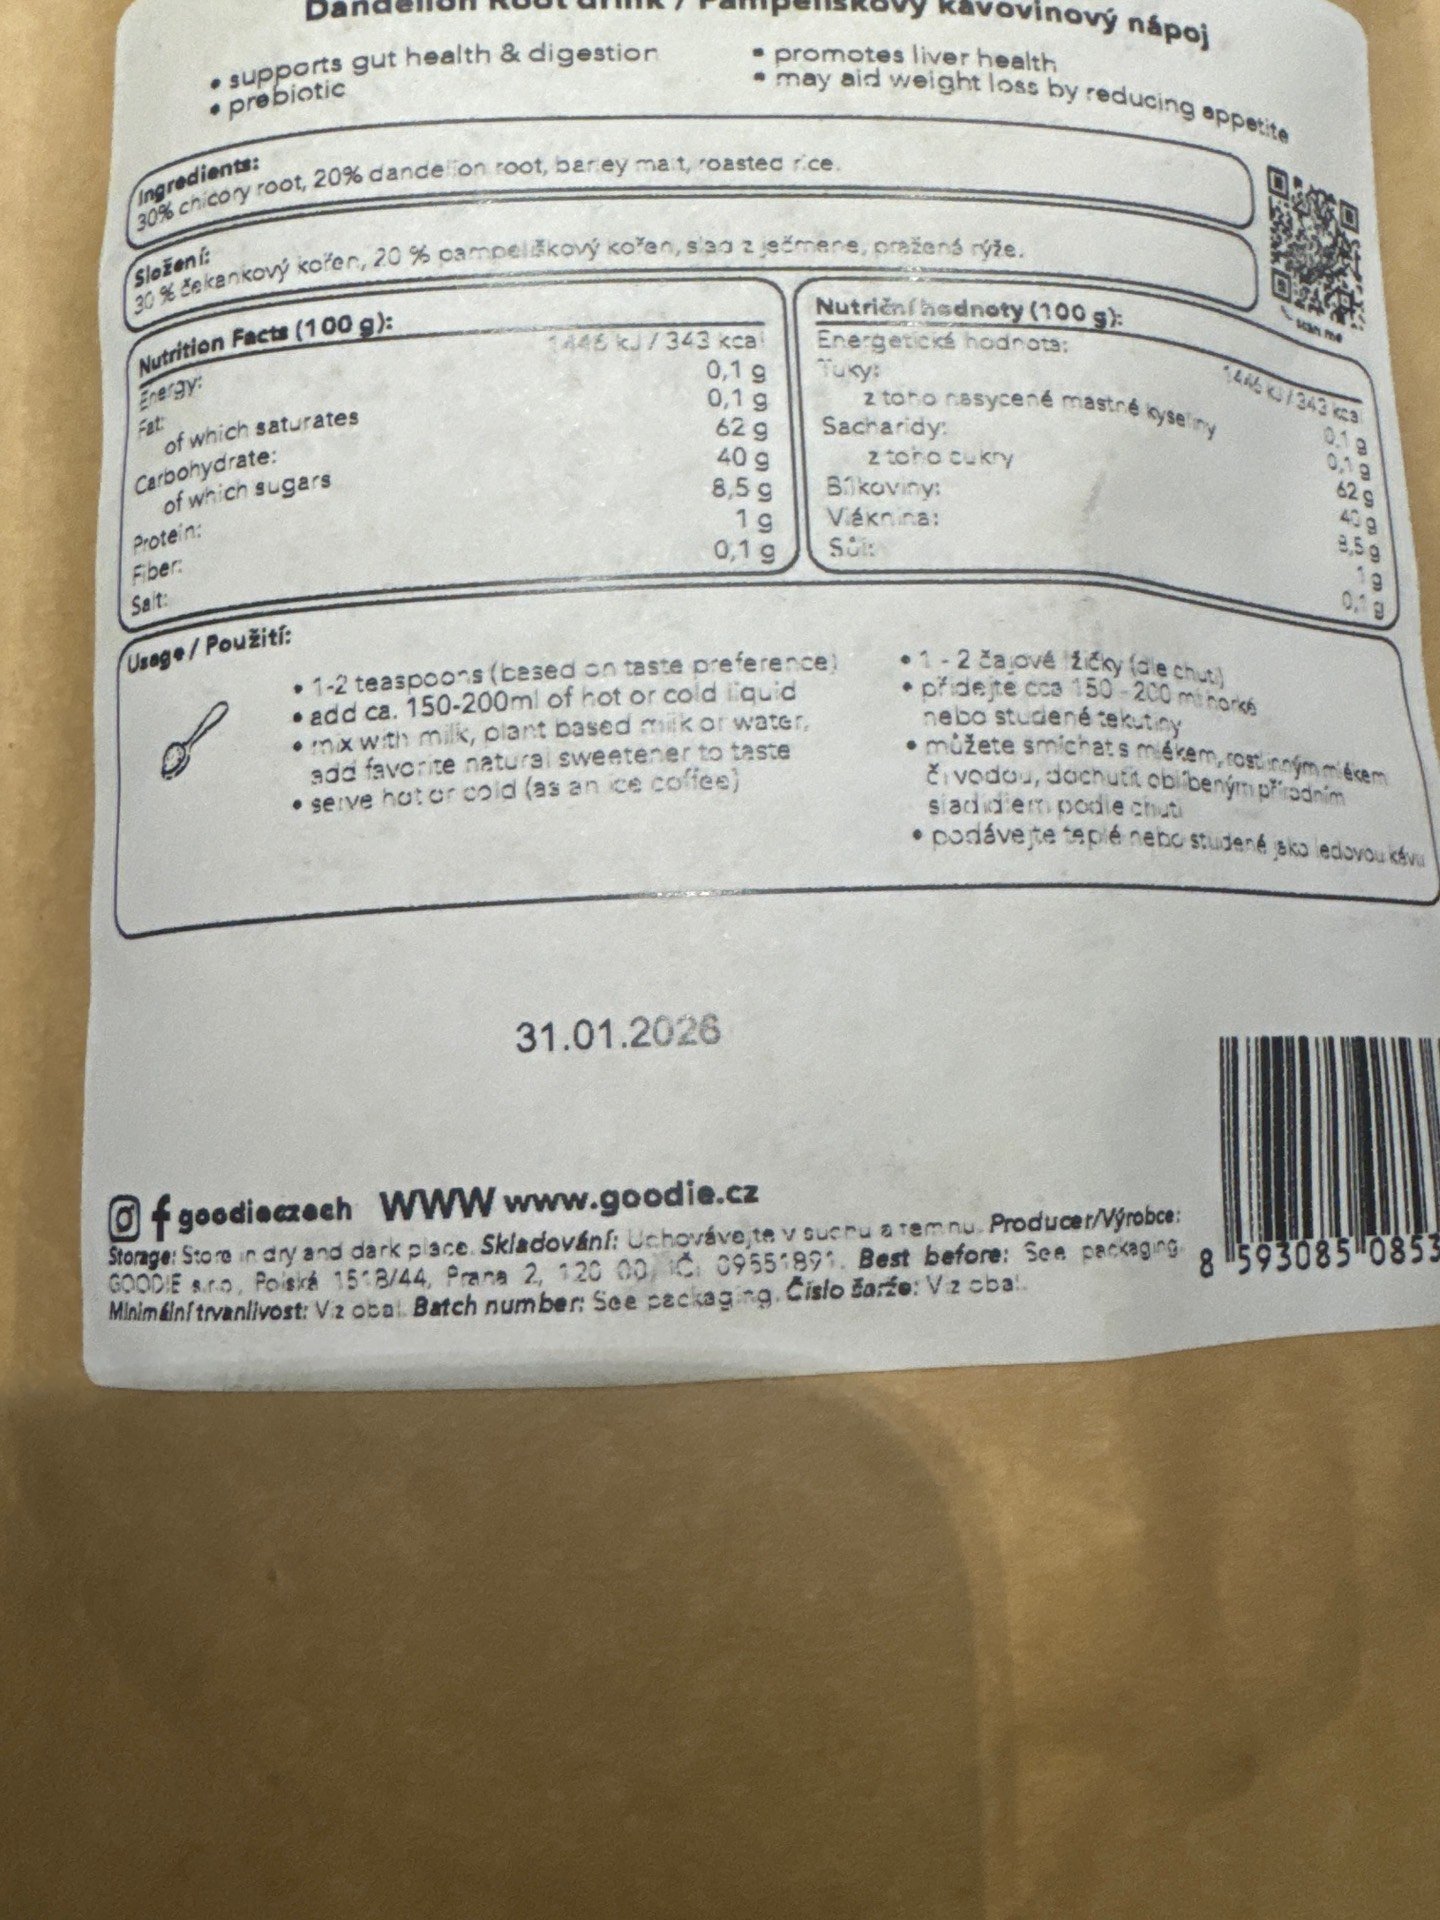 Dandelion Root drink / Pampeliškový kávovinový nápoj
• supports gut health & digestion
• prebiotic
• promotes liver health
• may aid weight loss by reducing appetite
Ingredients:
30% chicory root, 20% dandelion root, barley malt, roasted rice.
Složení:
30 % čekankový kořen, 20 % pampeliškový kořen, slad z ječmene, pražená rýže.
scan me
Nutrition Facts (100 g):
Energy: 1446 kJ / 343 kcal
Fat: 0,1 g
of which saturates 0,1 g
Carbohydrate: 62 g
of which sugars 40 g
Protein: 8,5 g
Fiber: 1 g
Salt: 0,1 g
Nutriční hodnoty (100 g):
Energetická hodnota: 1446 kJ / 343 kcal
Tuky: 0,1 g
z toho nasycené mastné kyseliny 0,1 g
Sacharidy: 62 g
z toho cukry 40 g
Bílkoviny: 8,5 g
Vláknina: 1 g
Sůl: 0,1 g
Usage / Použití:
• 1-2 teaspoons (based on taste preference)
• add ca. 150-200ml of hot or cold liquid
• mix with milk, plant based milk or water,
add favorite natural sweetener to taste
• serve hot or cold (as an ice coffee)
• 1 - 2 čajové lžičky (dle chuti)
• přidejte cca 150 - 200 ml horké
nebo studené tekutiny
• můžete smíchat s mlékem, rostlinným mlékem
či vodou, dochutit oblíbeným přírodním
sladidlem podle chuti
• podávejte teplé nebo studené jako ledovou kávu
31.01.2026
goodieczech WWW www.goodie.cz
Storage: Store in dry and dark place. Skladování: Uchovávejte v suchu a temnu. Producer/Výrobce:
GOODIE s.r.o., Polská 1518/44, Praha 2, 120 00, IČ: 09551891. Best before: See packaging.
Minimální trvanlivost: Viz obal. Batch number: See packaging. Číslo šarže: Viz obal.
8 593085 0853